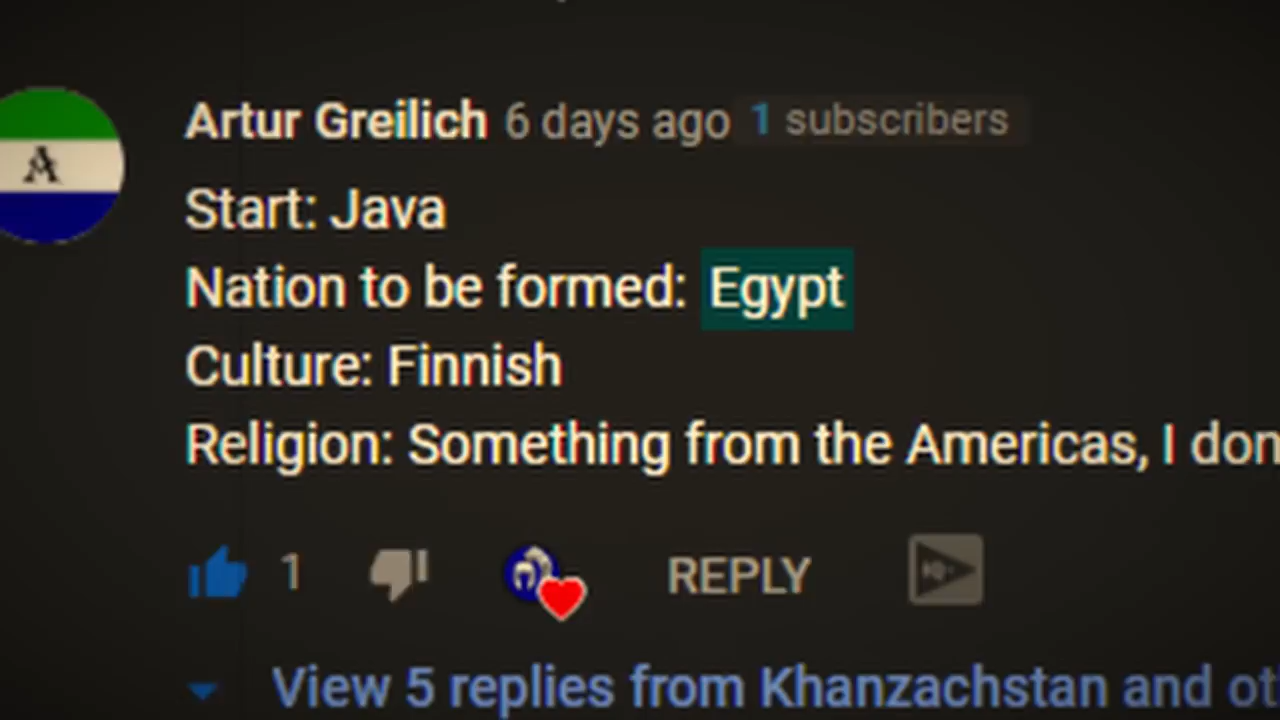 Artur Greilich 6 days ago 1 subscribers
A
Start: Java
Nation to be formed: Egypt
Culture: Finnish
Religion: Something from the Americas, I don
1 REPLY
View 5 replies from Khanzachstan and ot